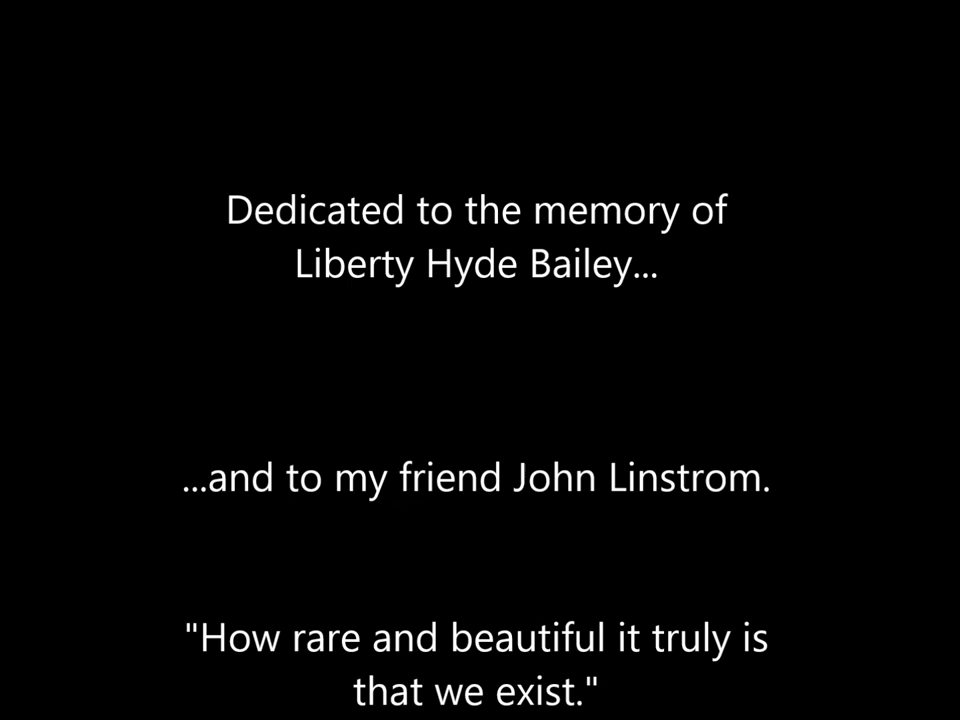 Dedicated to the memory of
Liberty Hyde Bailey...
...and to my friend John Linstrom.
"How rare and beautiful it truly is
that we exist."